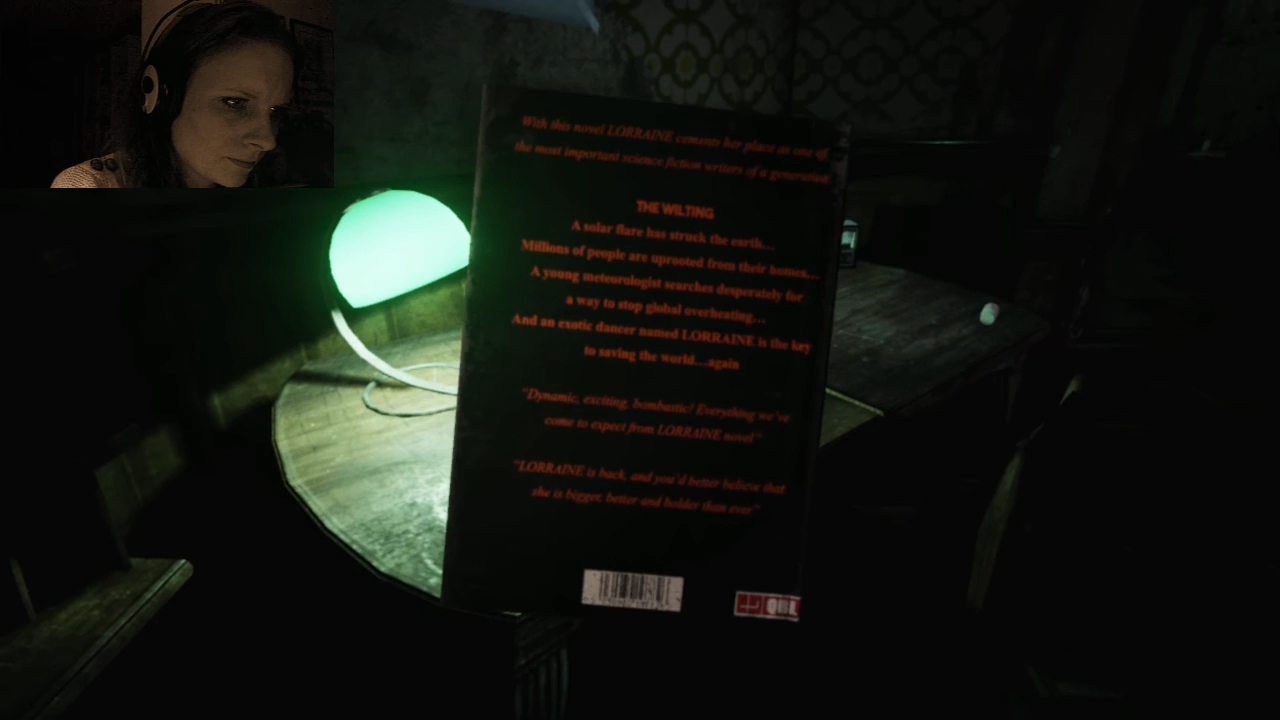 With this novel LORRAINE cements her place as one of
the most important science fiction writers of a generation
THE WILTING
A solar flare has struck the earth...
Millions of people are uprooted from their homes...
A young meteorologist searches desperately for
a way to stop global overheating...
And an exotic dancer named LORRAINE is the key
to saving the world...again
"Dynamic, exciting, bombastic! Everything we've
come to expect from LORRAINE novel"
"LORRAINE is back, and you'd better believe that
she is bigger, better and bolder than ever"